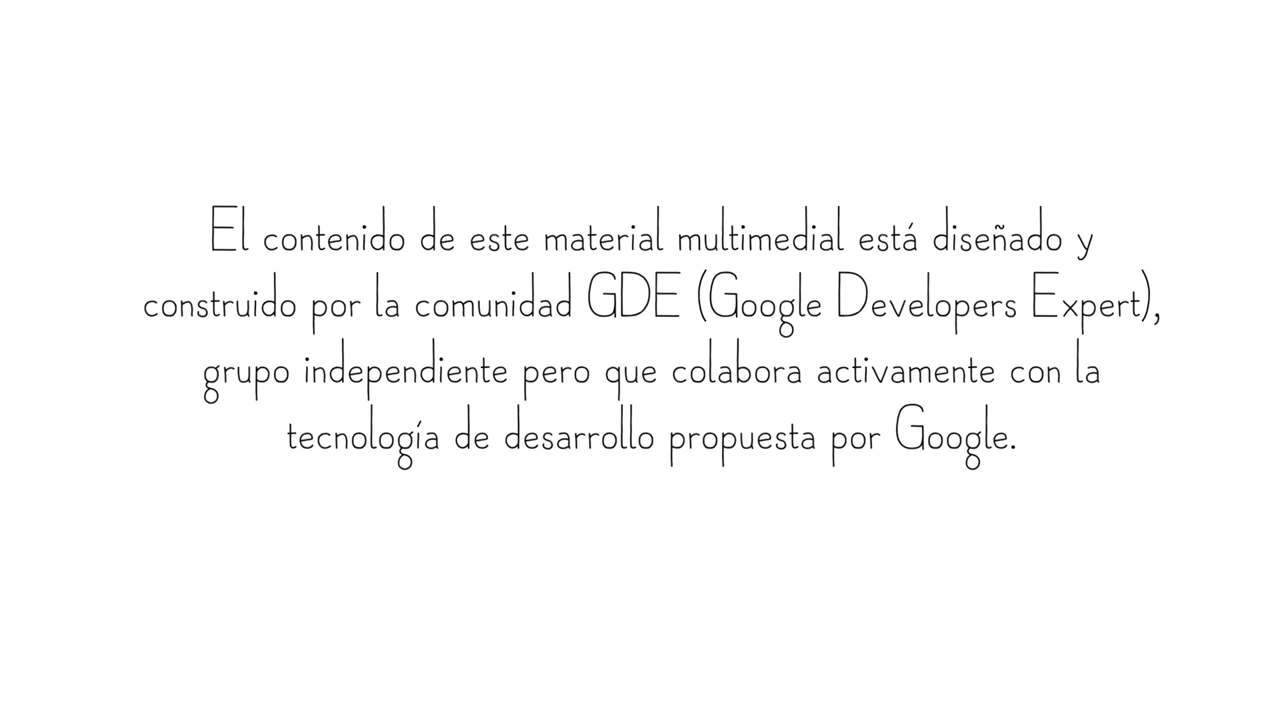 El contenido de este material multimedial está diseñado y
construido por la comunidad GDE (Google Developers Expert),
grupo independiente pero que colabora activamente con la
tecnología de desarrollo propuesta por Google.